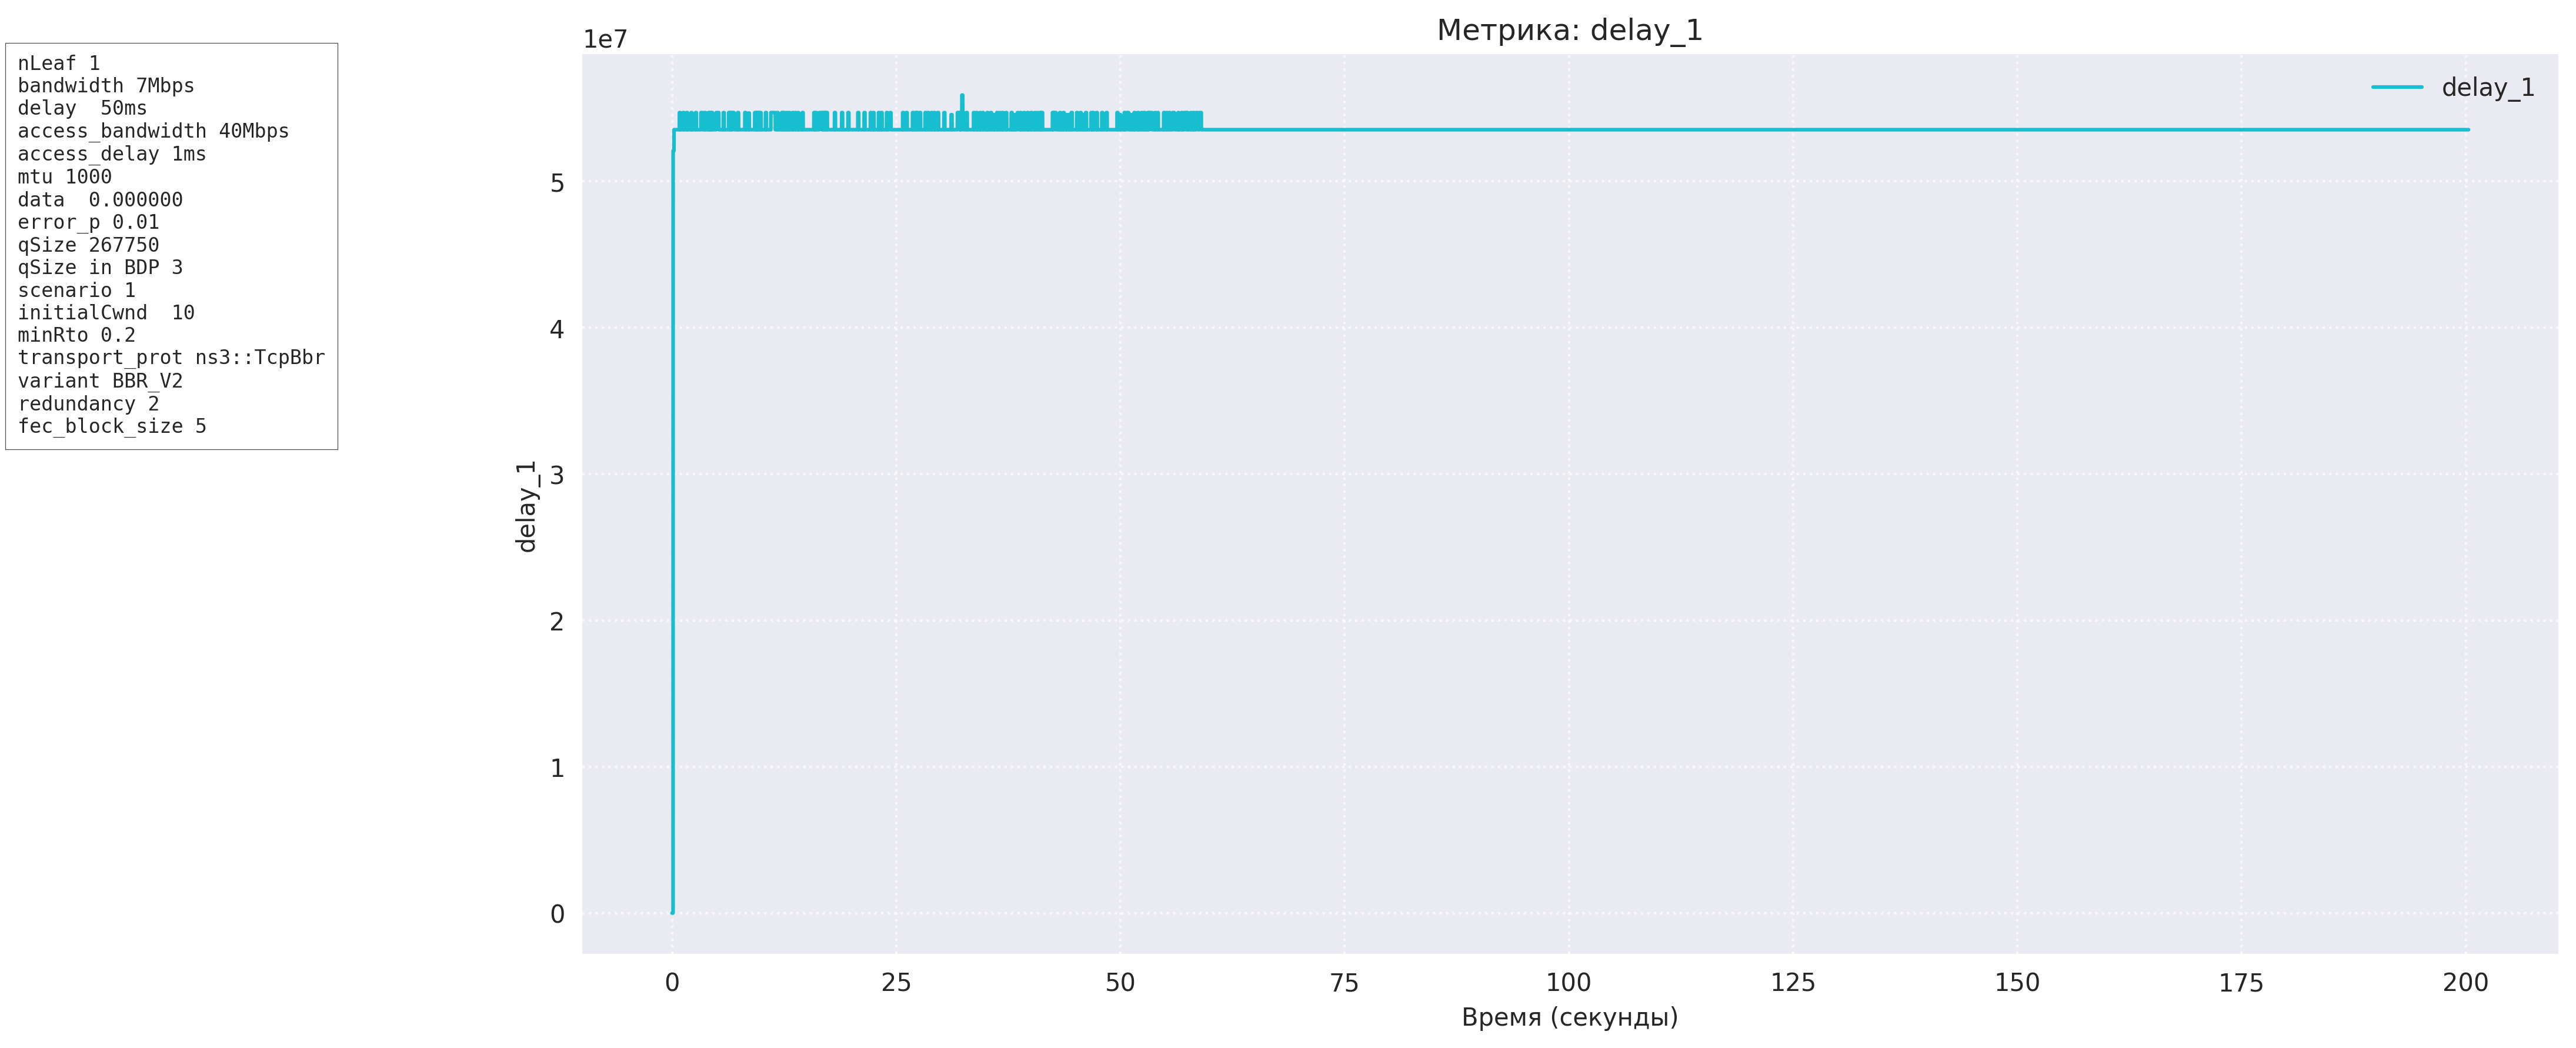 Метрика: delay_1
1e7
nLeaf 1
bandwidth 7Mbps
delay  50ms
access_bandwidth 40Mbps
access_delay 1ms
mtu 1000
data  0.000000
error_p 0.01
qSize 267750
qSize in BDP 3
scenario 1
initialCwnd  10
minRto 0.2
transport_prot ns3::TcpBbr
variant BBR_V2
redundancy 2
fec_block_size 5
delay_1
delay_1
5
4
3
2
1
0
0 25 50 75 100 125 150 175 200
Время (секунды)